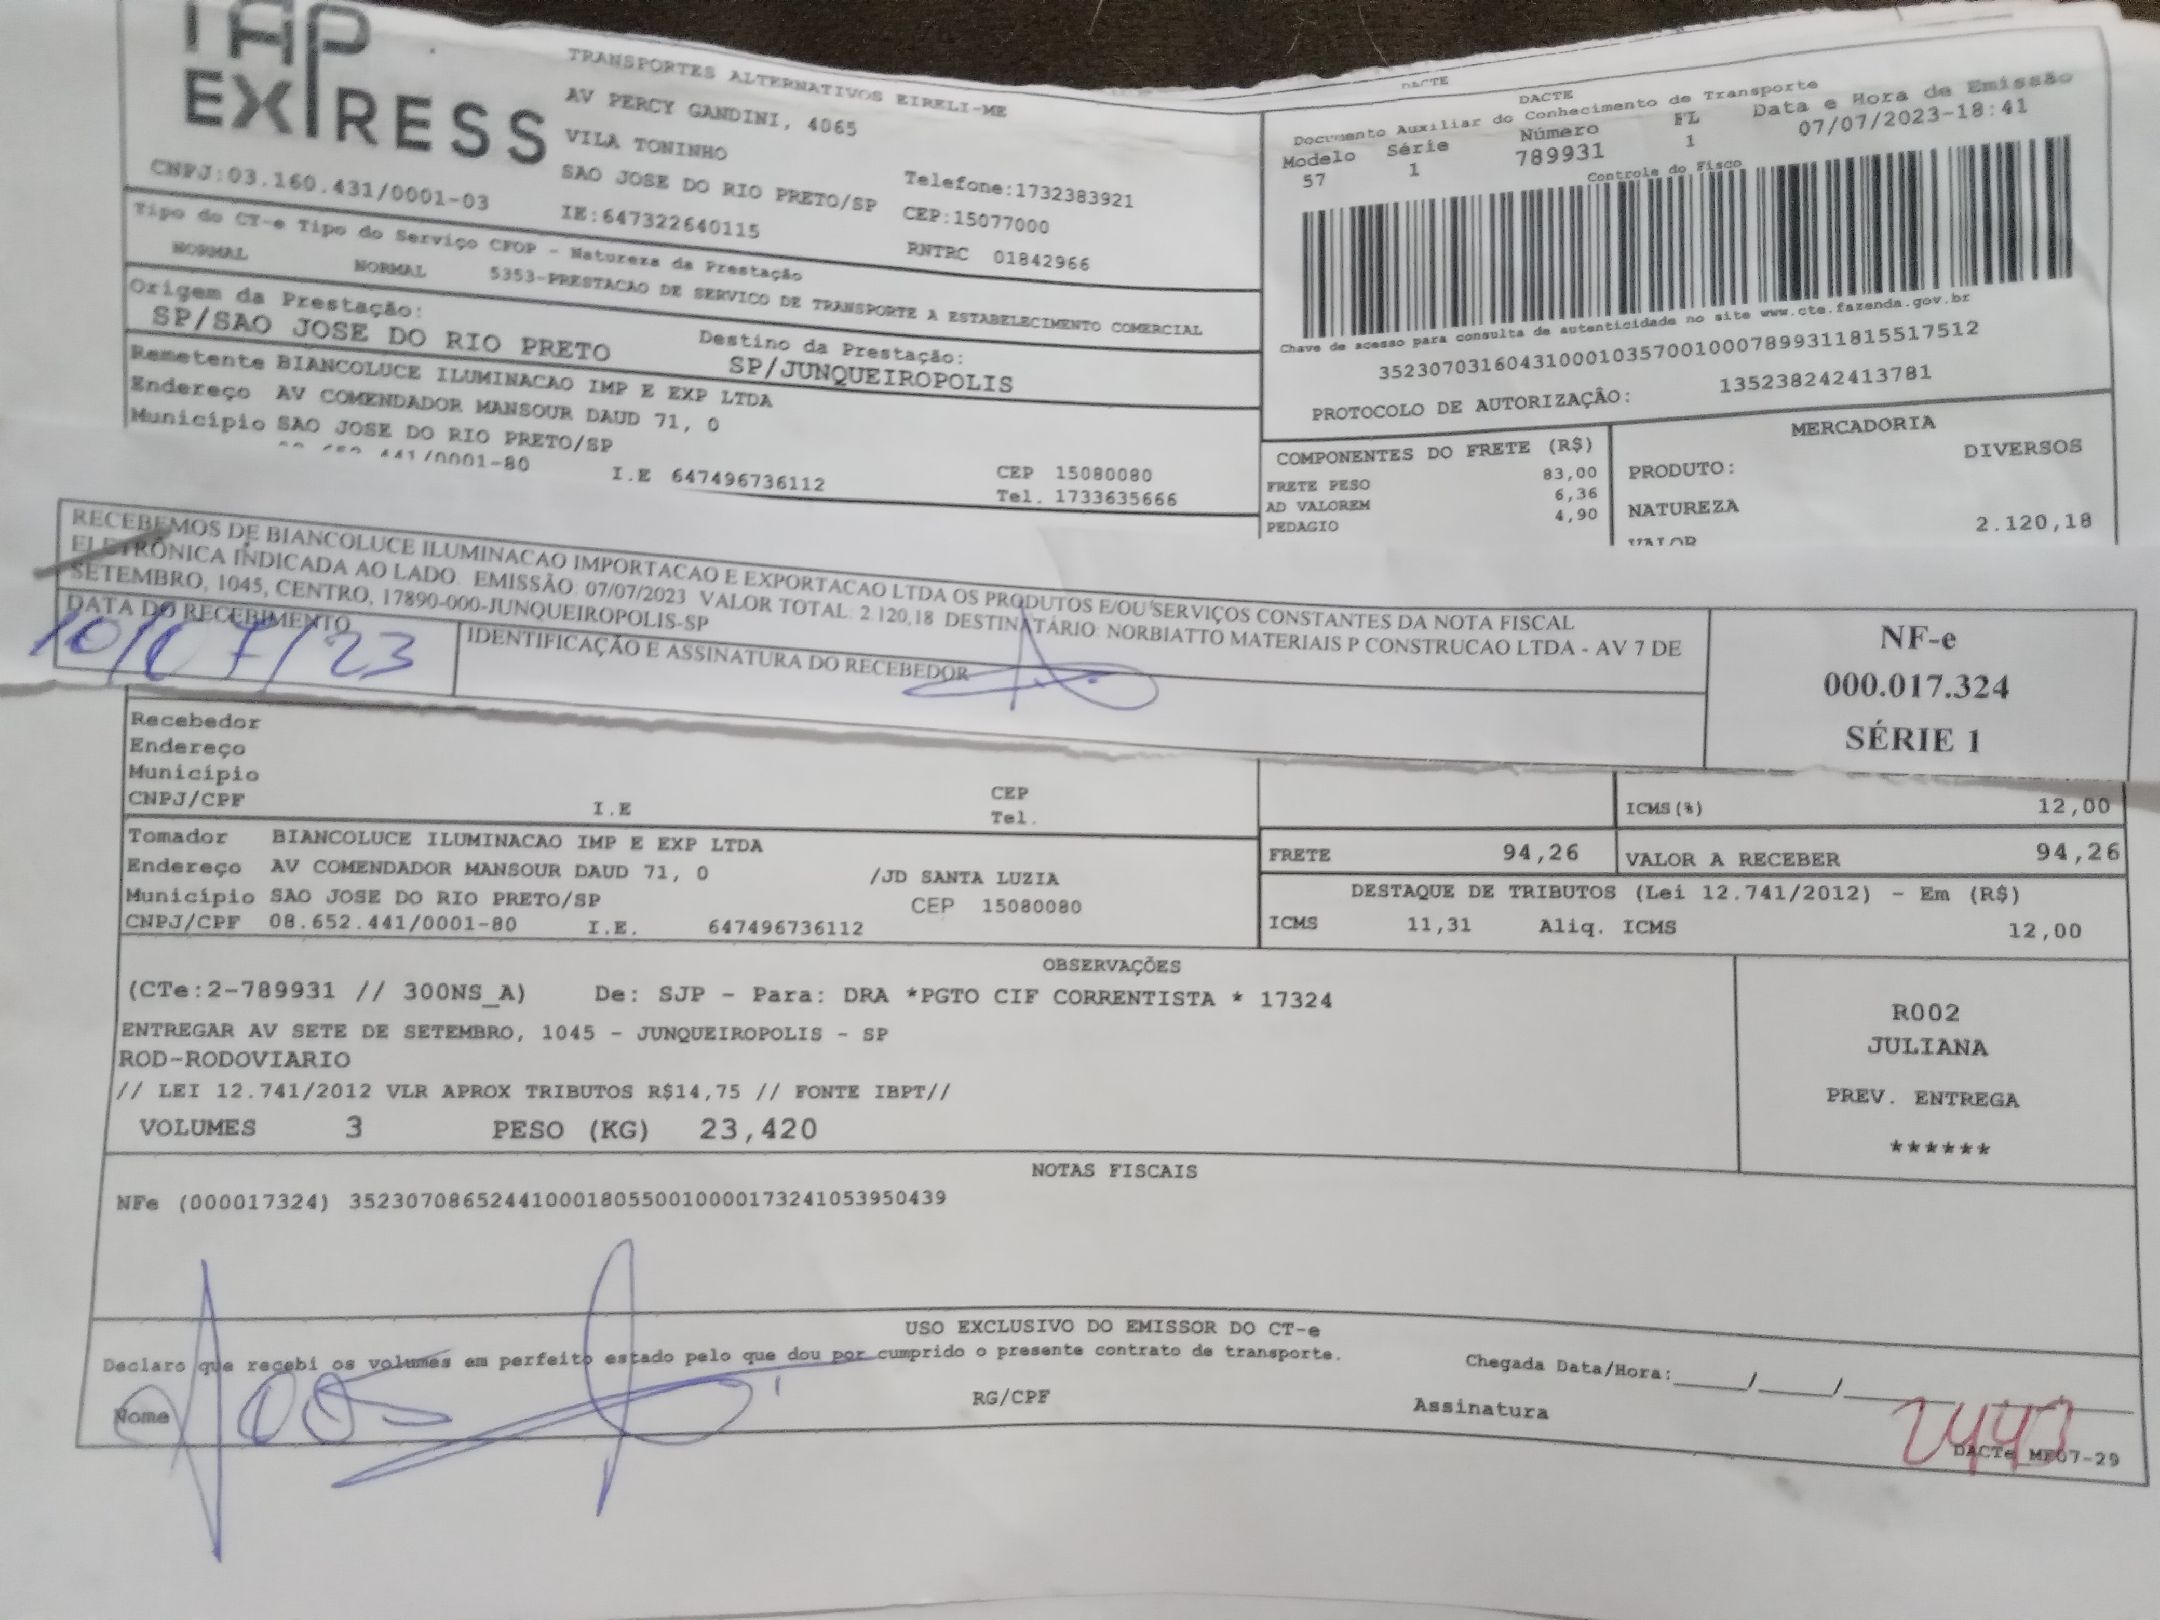 TAP
EXPRESS
CNPJ:03.160.431/0001-03
TRANSPORTES ALTERNATIVOS EIRELI-ME
AV PERCY GANDINI, 4065
VILA TONINHO
SAO JOSE DO RIO PRETO/SP
IE:647322640115
Telefone:1732383921
CEP:15077000
RNTRC 01842966
DACTE
DACTE
Documento Auxiliar do Conhecimento de Transporte
Modelo Série Número FL Data e Hora de Emissão
57 1 789931 1 07/07/2023-18:41
Controle do Fisco
Chave de acesso para consulta de autenticidade no site www.cte.fazenda.gov.br
35230703160431000103570010007899311815517512
PROTOCOLO DE AUTORIZAÇÃO: 135238242413781
Tipo do CT-e Tipo do Serviço CFOP - Natureza da Prestação
NORMAL NORMAL 5353-PRESTACAO DE SERVICO DE TRANSPORTE A ESTABELECIMENTO COMERCIAL
Origem da Prestação: Destino da Prestação:
SP/SAO JOSE DO RIO PRETO SP/JUNQUEIROPOLIS
Remetente BIANCOLUCE ILUMINACAO IMP E EXP LTDA
Endereço AV COMENDADOR MANSOUR DAUD 71, 0
Município SAO JOSE DO RIO PRETO/SP CEP 15080080
441/0001-80 I.E 647496736112 Tel. 1733635666
COMPONENTES DO FRETE (R$)
FRETE PESO 83,00
AD VALOREM 6,36
PEDAGIO 4,90
MERCADORIA
PRODUTO: DIVERSOS
NATUREZA
VALOR 2.120,18
RECEBEMOS DE BIANCOLUCE ILUMINACAO IMPORTACAO E EXPORTACAO LTDA OS PRODUTOS E/OU SERVIÇOS CONSTANTES DA NOTA FISCAL
ELETRÔNICA INDICADA AO LADO. EMISSÃO: 07/07/2023 VALOR TOTAL: 2.120,18 DESTINATÁRIO: NORBIATTO MATERIAIS P CONSTRUCAO LTDA - AV 7 DE
SETEMBRO, 1045, CENTRO, 17890-000-JUNQUEIROPOLIS-SP
DATA DO RECEBIMENTO
10/07/23
IDENTIFICAÇÃO E ASSINATURA DO RECEBEDOR
NF-e
000.017.324
SÉRIE 1
Recebedor
Endereço
Município CEP
CNPJ/CPF I.E Tel.
ICMS(%) 12,00
Tomador BIANCOLUCE ILUMINACAO IMP E EXP LTDA
Endereço AV COMENDADOR MANSOUR DAUD 71, 0 /JD SANTA LUZIA
Município SAO JOSE DO RIO PRETO/SP CEP 15080080
CNPJ/CPF 08.652.441/0001-80 I.E. 647496736112
FRETE 94,26 VALOR A RECEBER 94,26
DESTAQUE DE TRIBUTOS (Lei 12.741/2012) - Em (R$)
ICMS 11,31 Aliq. ICMS 12,00
OBSERVAÇÕES
(CTe:2-789931 // 300NS_A) De: SJP - Para: DRA *PGTO CIF CORRENTISTA * 17324
ENTREGAR AV SETE DE SETEMBRO, 1045 - JUNQUEIROPOLIS - SP
ROD-RODOVIARIO
// LEI 12.741/2012 VLR APROX TRIBUTOS R$14,75 // FONTE IBPT//
VOLUMES 3 PESO (KG) 23,420
R002
JULIANA
PREV. ENTREGA
******
NOTAS FISCAIS
NFe (000017324) 35230708652441000180550010000173241053950439
USO EXCLUSIVO DO EMISSOR DO CT-e
Declaro que recebi os volumes em perfeito estado pelo que dou por cumprido o presente contrato de transporte.
Chegada Data/Hora:_____/____/____
Nome RG/CPF Assinatura
DACTe_MF07-29